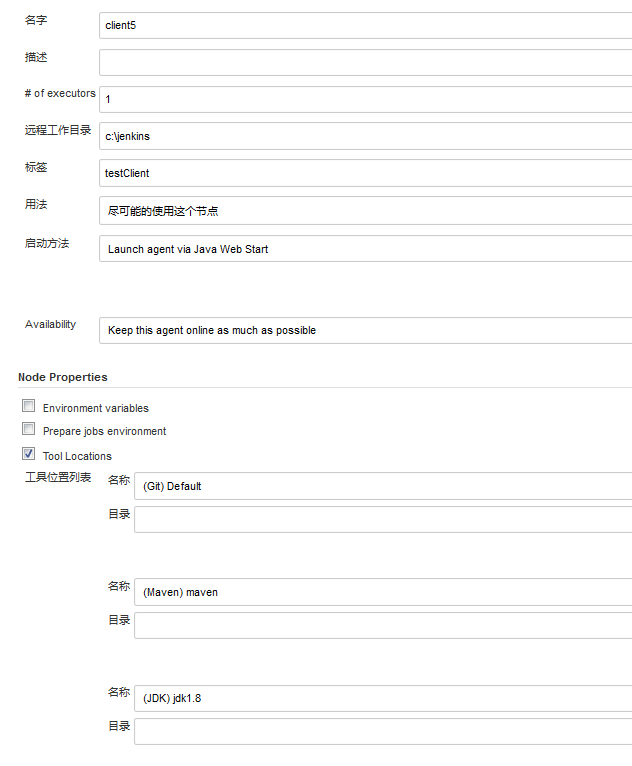 名字 client5
描述
# of executors 1
远程工作目录 c:\jenkins
标签 testClient
用法 尽可能的使用这个节点
启动方法 Launch agent via Java Web Start
Availability Keep this agent online as much as possible
Node Properties
Environment variables
Prepare jobs environment
Tool Locations
工具位置列表 名称 (Git) Default
目录
名称 (Maven) maven
目录
名称 (JDK) jdk1.8
目录